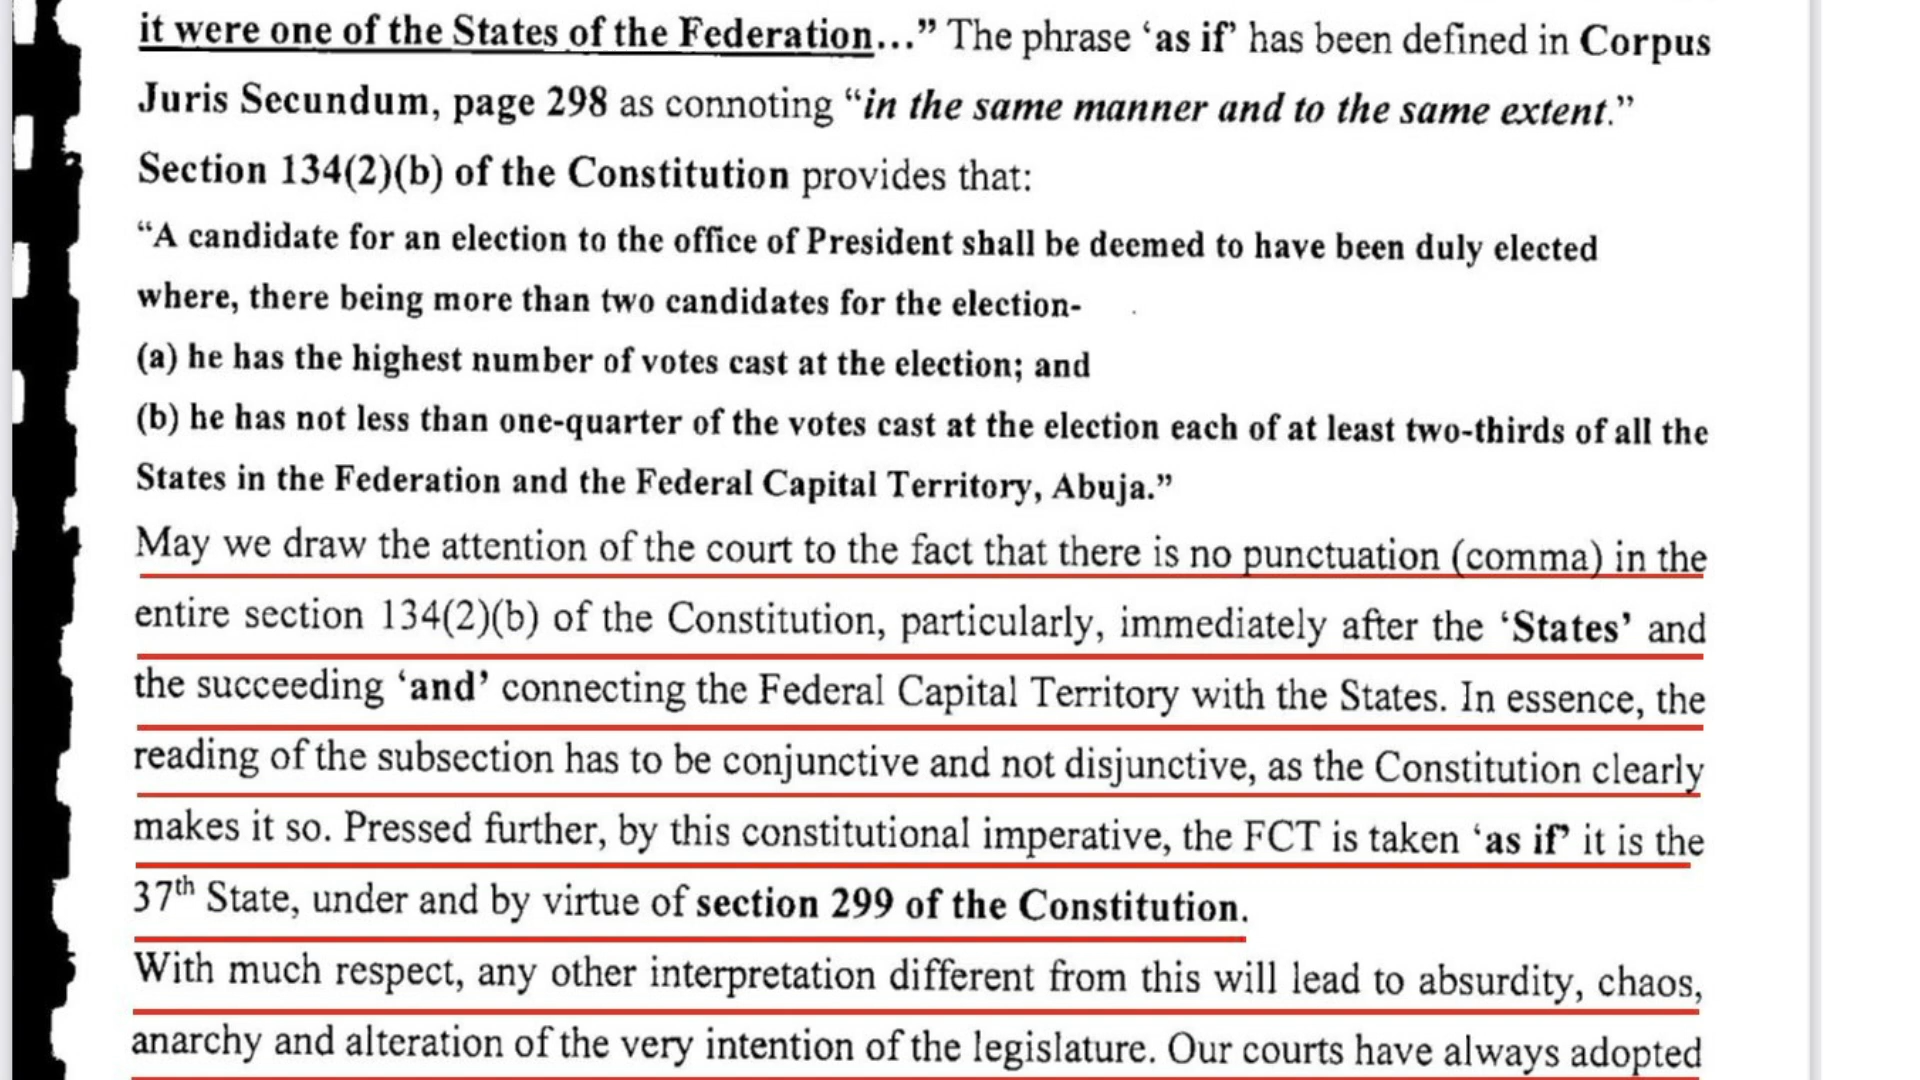 it were one of the States of the Federation...” The phrase ‘as if’ has been defined in Corpus
Juris Secundum, page 298 as connoting “in the same manner and to the same extent.”
Section 134(2)(b) of the Constitution provides that:
“A candidate for an election to the office of President shall be deemed to have been duly elected
where, there being more than two candidates for the election-
(a) he has the highest number of votes cast at the election; and
(b) he has not less than one-quarter of the votes cast at the election each of at least two-thirds of all the
States in the Federation and the Federal Capital Territory, Abuja.”
May we draw the attention of the court to the fact that there is no punctuation (comma) in the
entire section 134(2)(b) of the Constitution, particularly, immediately after the ‘States’ and
the succeeding ‘and’ connecting the Federal Capital Territory with the States. In essence, the
reading of the subsection has to be conjunctive and not disjunctive, as the Constitution clearly
makes it so. Pressed further, by this constitutional imperative, the FCT is taken ‘as if’ it is the
37th State, under and by virtue of section 299 of the Constitution.
With much respect, any other interpretation different from this will lead to absurdity, chaos,
anarchy and alteration of the very intention of the legislature. Our courts have always adopted